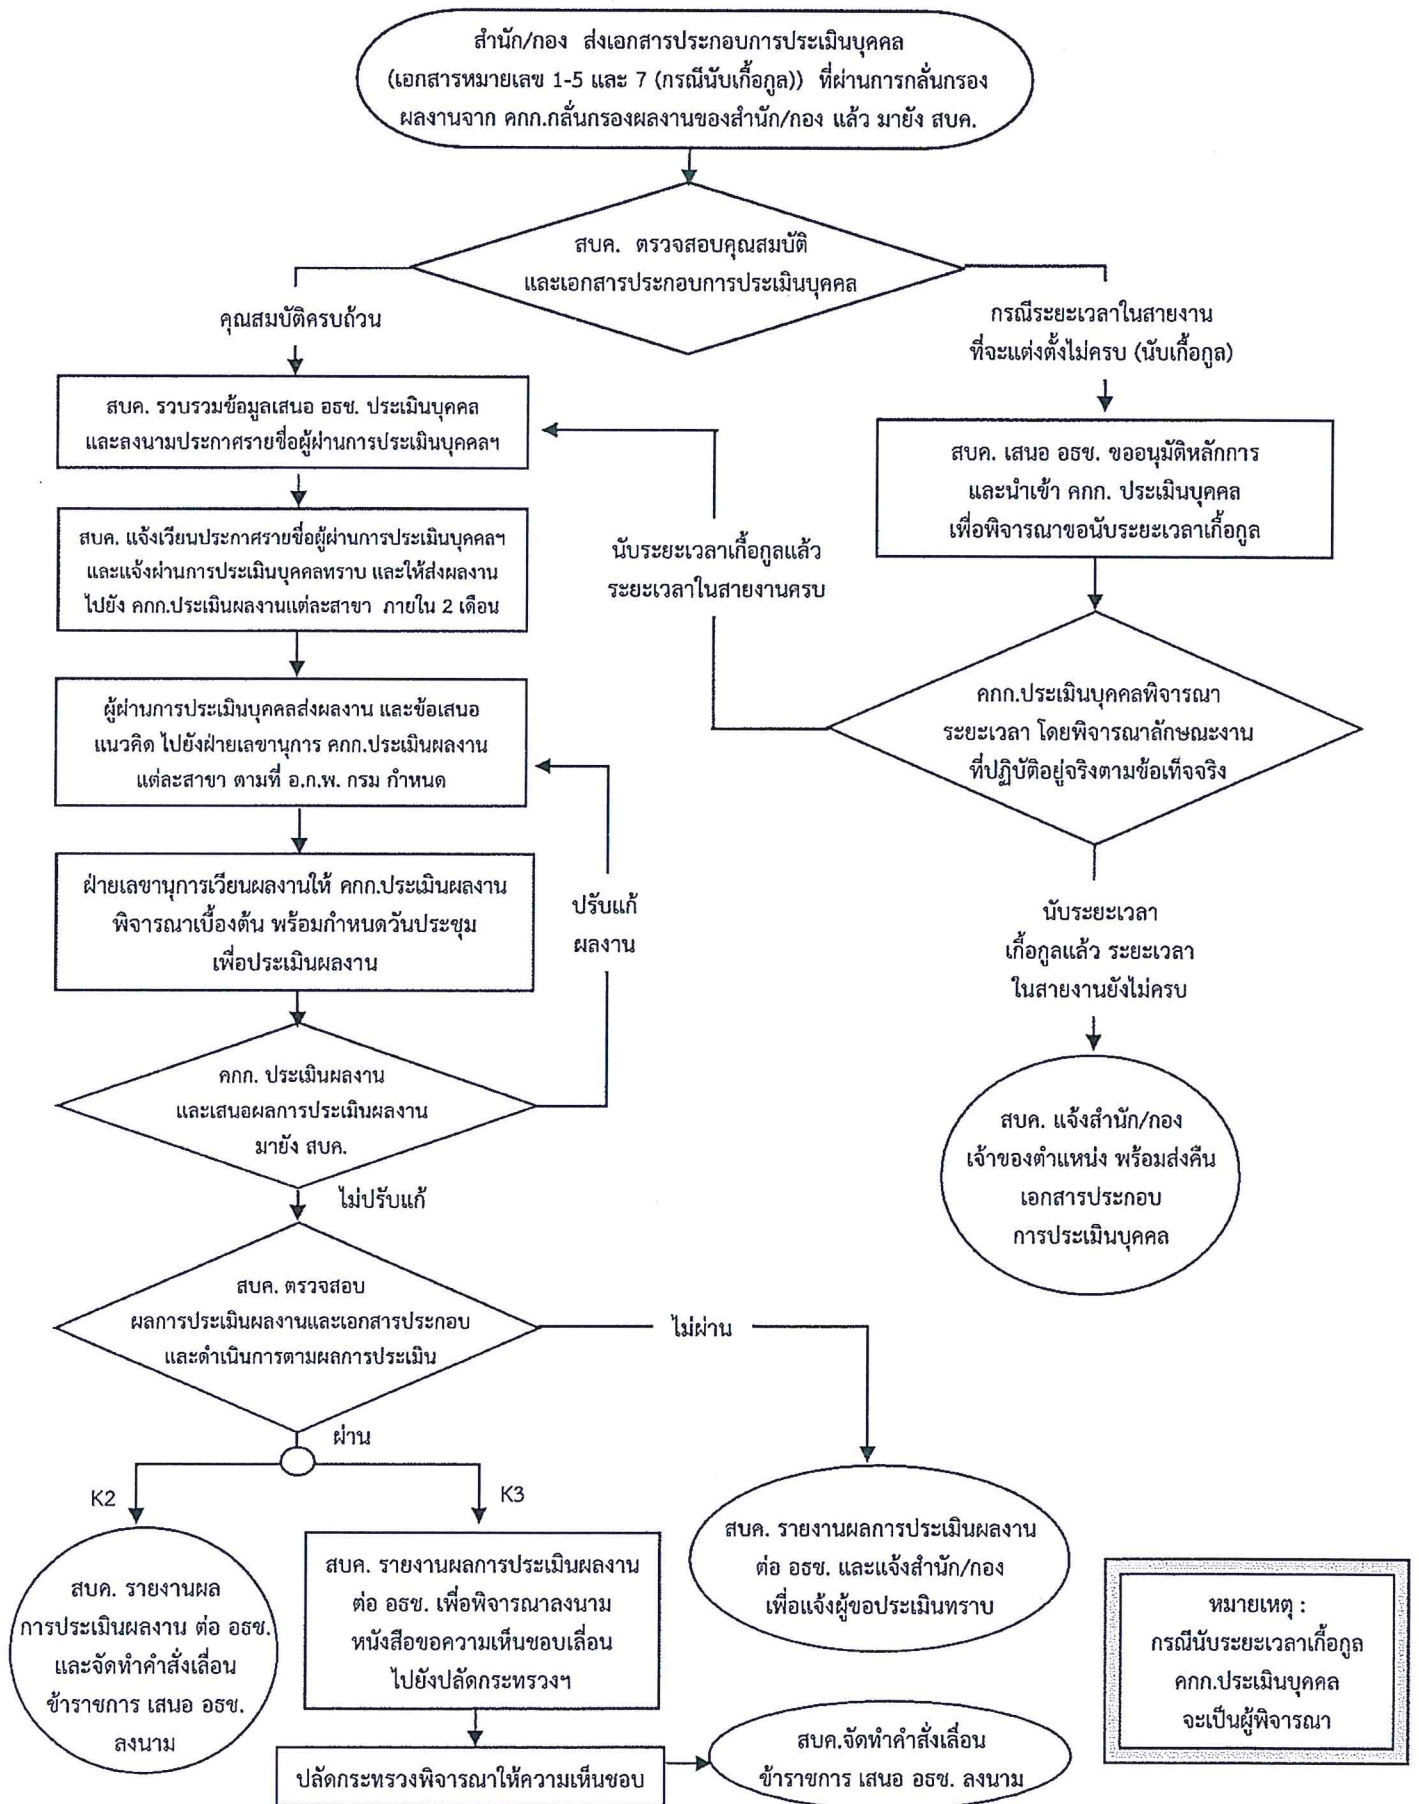 สำนัก/กอง ส่งเอกสารประกอบการประเมินบุคคล
(เอกสารหมายเลข 1-5 และ 7 (กรณีนับเกื้อกูล)) ที่ผ่านการกลั่นกรอง
ผลงานจาก คกก.กลั่นกรองผลงานของสำนัก/กอง แล้ว มายัง สบค.
สบค. ตรวจสอบคุณสมบัติ
และเอกสารประกอบการประเมินบุคคล
คุณสมบัติครบถ้วน
กรณีระยะเวลาในสายงาน
ที่จะแต่งตั้งไม่ครบ (นับเกื้อกูล)
สบค. รวบรวมข้อมูลเสนอ อธช. ประเมินบุคคล
และลงนามประกาศรายชื่อผู้ผ่านการประเมินบุคคลฯ
สบค. เสนอ อธช. ขออนุมัติหลักการ
และนำเข้า คกก. ประเมินบุคคล
เพื่อพิจารณาขอนับระยะเวลาเกื้อกูล
สบค. แจ้งเวียนประกาศรายชื่อผู้ผ่านการประเมินบุคคลฯ
และแจ้งผ่านการประเมินบุคคลทราบ และให้ส่งผลงาน
ไปยัง คกก.ประเมินผลงานแต่ละสาขา ภายใน 2 เดือน
นับระยะเวลาเกื้อกูลแล้ว
ระยะเวลาในสายงานครบ
ผู้ผ่านการประเมินบุคคลส่งผลงาน และข้อเสนอ
แนวคิด ไปยังฝ่ายเลขานุการ คกก.ประเมินผลงาน
แต่ละสาขา ตามที่ อ.ก.พ. กรม กำหนด
คกก.ประเมินบุคคลพิจารณา
ระยะเวลา โดยพิจารณาลักษณะงาน
ที่ปฏิบัติอยู่จริงตามข้อเท็จจริง
ฝ่ายเลขานุการเวียนผลงานให้ คกก.ประเมินผลงาน
พิจารณาเบื้องต้น พร้อมกำหนดวันประชุม
เพื่อประเมินผลงาน
ปรับแก้
ผลงาน
นับระยะเวลา
เกื้อกูลแล้ว ระยะเวลา
ในสายงานยังไม่ครบ
คกก. ประเมินผลงาน
และเสนอผลการประเมินผลงาน
มายัง สบค.
สบค. แจ้งสำนัก/กอง
เจ้าของตำแหน่ง พร้อมส่งคืน
เอกสารประกอบ
การประเมินบุคคล
ไม่ปรับแก้
สบค. ตรวจสอบ
ผลการประเมินผลงานและเอกสารประกอบ
และดำเนินการตามผลการประเมิน
ไม่ผ่าน
ผ่าน
K2
K3
สบค. รายงานผล
การประเมินผลงาน ต่อ อธช.
และจัดทำคำสั่งเลื่อน
ข้าราชการ เสนอ อธช.
ลงนาม
สบค. รายงานผลการประเมินผลงาน
ต่อ อธช. เพื่อพิจารณาลงนาม
หนังสือขอความเห็นชอบเลื่อน
ไปยังปลัดกระทรวงฯ
สบค. รายงานผลการประเมินผลงาน
ต่อ อธช. และแจ้งสำนัก/กอง
เพื่อแจ้งผู้ขอประเมินทราบ
หมายเหตุ :
กรณีนับระยะเวลาเกื้อกูล
คกก.ประเมินบุคคล
จะเป็นผู้พิจารณา
ปลัดกระทรวงพิจารณาให้ความเห็นชอบ
สบค.จัดทำคำสั่งเลื่อน
ข้าราชการ เสนอ อธช. ลงนาม